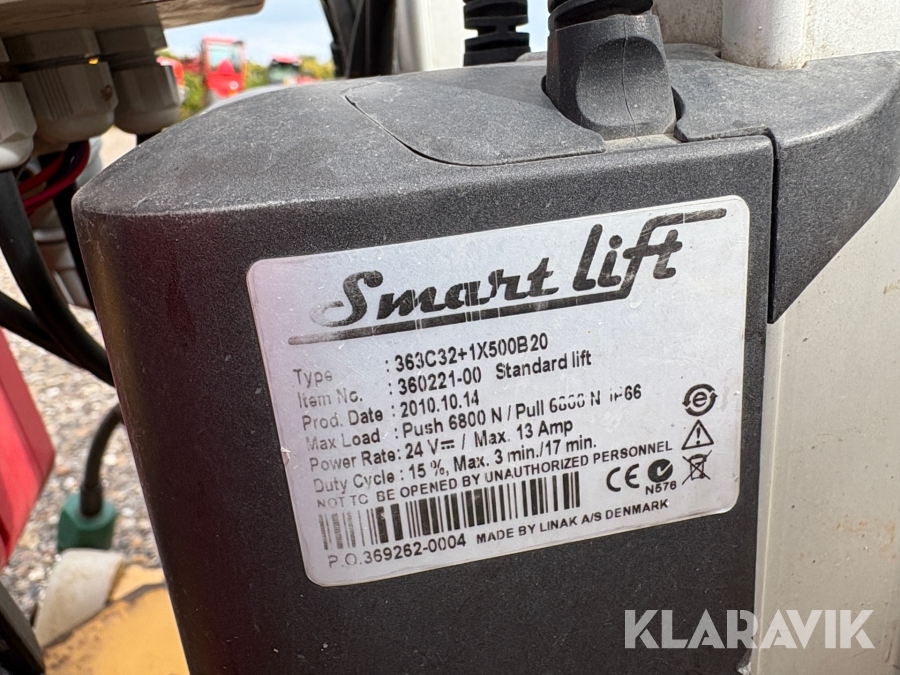 Smart lift
Type : 363C32+1X500B20
Item No. : 360221-00 Standard lift
Prod. Date : 2010.10.14
Max Load : Push 6800 N / Pull N IP66
Power Rate: 24 V⎓ / Max. 13 Amp
Duty Cycle : 15 %, Max. 3 min./17 min.
NOT TO BE OPENED BY UNAUTHORIZED PERSONNEL
e
CE
N576
P.O.369262-0004 MADE BY LINAK A/S DENMARK
KLARAVIK